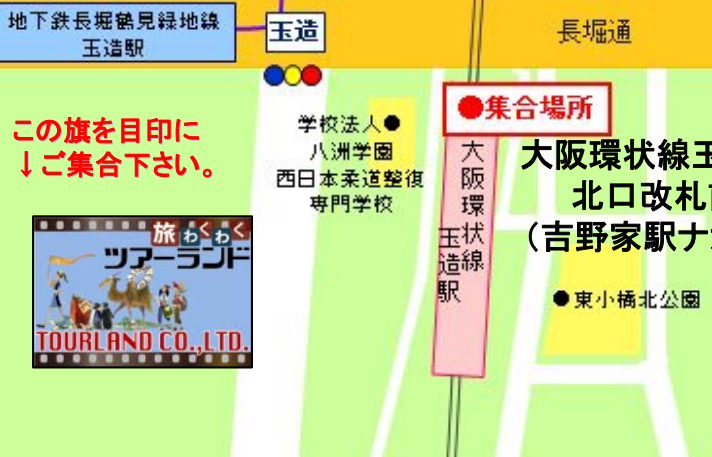 地下鉄長堀鶴見緑地線
玉造駅
玉造
長堀通
●集合場所
この旗を目印に
↓ご集合下さい。
学校法人●
八洲学園
西日本柔道整復
専門学校
大阪環状線
玉造駅
大阪環状線玉
北口改札
（吉野家駅ナ
●東小橋北公園
旅わくわく
ツアーランド
TOURLAND CO.,LTD.